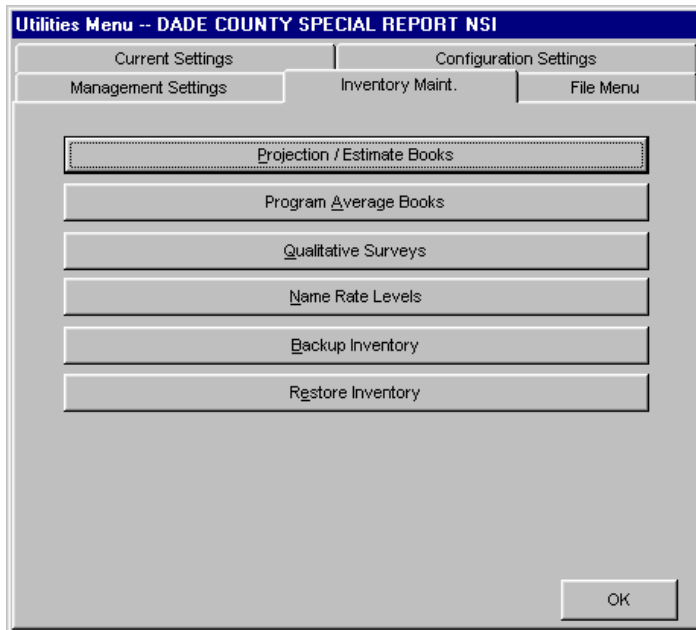 Utilities Menu -- DADE COUNTY SPECIAL REPORT NSI
Current Settings Configuration Settings
Management Settings Inventory Maint. File Menu
Projection / Estimate Books
Program Average Books
Qualitative Surveys
Name Rate Levels
Backup Inventory
Restore Inventory
OK